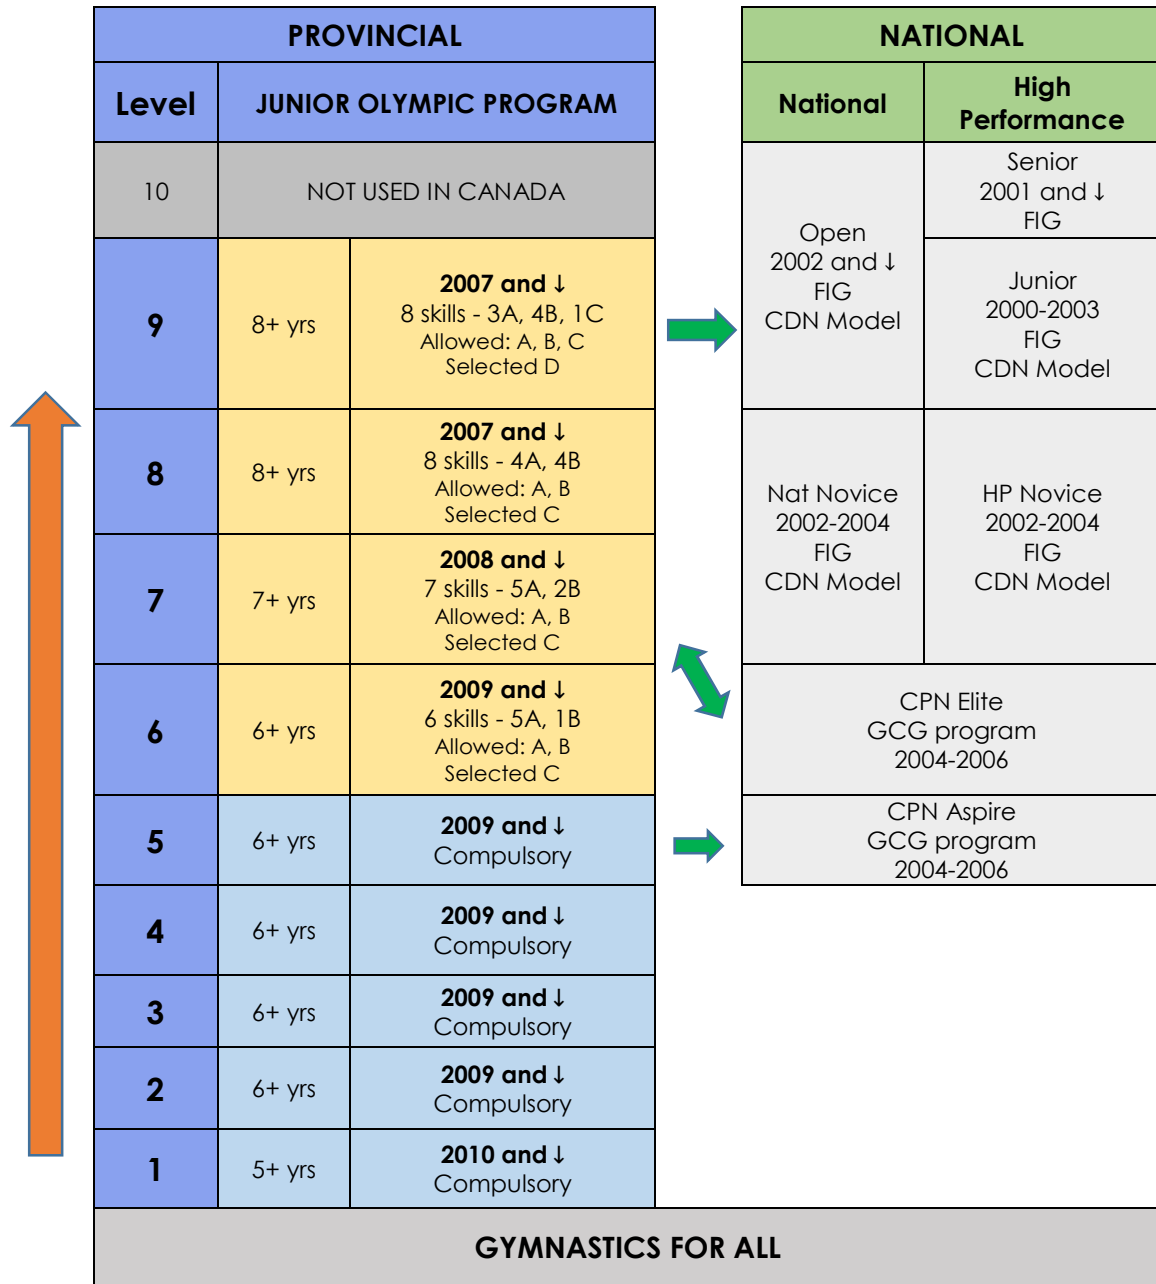 PROVINCIAL
Level
JUNIOR OLYMPIC PROGRAM
10
NOT USED IN CANADA
9
8+ yrs
2007 and ↓
8 skills - 3A, 4B, 1C
Allowed: A, B, C
Selected D
8
8+ yrs
2007 and ↓
8 skills - 4A, 4B
Allowed: A, B
Selected C
7
7+ yrs
2008 and ↓
7 skills - 5A, 2B
Allowed: A, B
Selected C
6
6+ yrs
2009 and ↓
6 skills - 5A, 1B
Allowed: A, B
Selected C
5
6+ yrs
2009 and ↓
Compulsory
4
6+ yrs
2009 and ↓
Compulsory
3
6+ yrs
2009 and ↓
Compulsory
2
6+ yrs
2009 and ↓
Compulsory
1
5+ yrs
2010 and ↓
Compulsory
NATIONAL
National
High
Performance
Open
2002 and ↓
FIG
CDN Model
Senior
2001 and ↓
FIG
Junior
2000-2003
FIG
CDN Model
Nat Novice
2002-2004
FIG
CDN Model
HP Novice
2002-2004
FIG
CDN Model
CPN Elite
GCG program
2004-2006
CPN Aspire
GCG program
2004-2006
GYMNASTICS FOR ALL